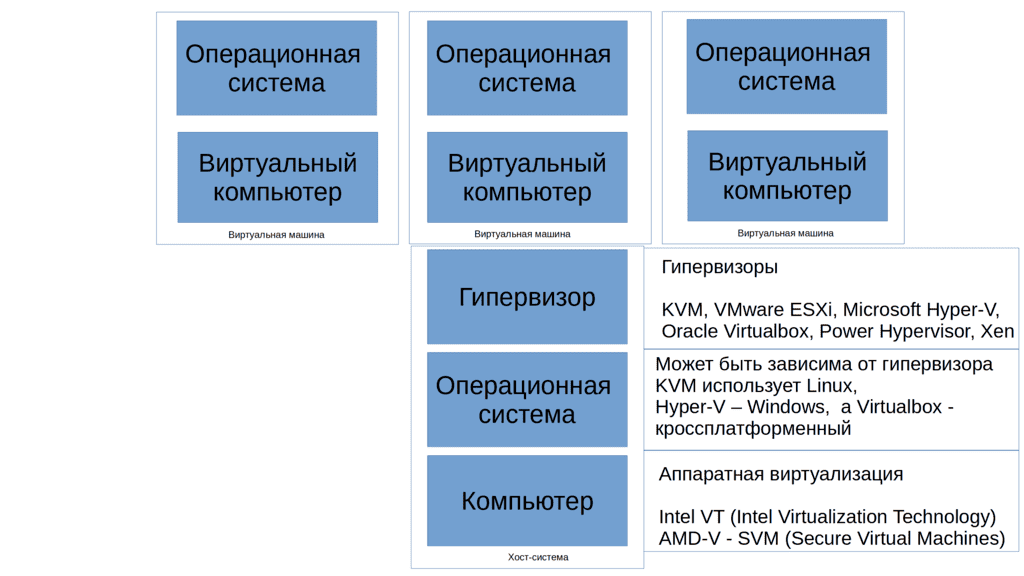 Операционная
система
Виртуальный
компьютер
Виртуальная машина
Операционная
система
Виртуальный
компьютер
Виртуальная машина
Операционная
система
Виртуальный
компьютер
Виртуальная машина
Гипервизор
Гипервизоры
KVM, VMware ESXi, Microsoft Hyper-V,
Oracle Virtualbox, Power Hypervisor, Xen
Операционная
система
Может быть зависима от гипервизора
KVM использует Linux,
Hyper-V – Windows, а Virtualbox -
кроссплатформенный
Компьютер
Аппаратная виртуализация
Intel VT (Intel Virtualization Technology)
AMD-V - SVM (Secure Virtual Machines)
Хост-система